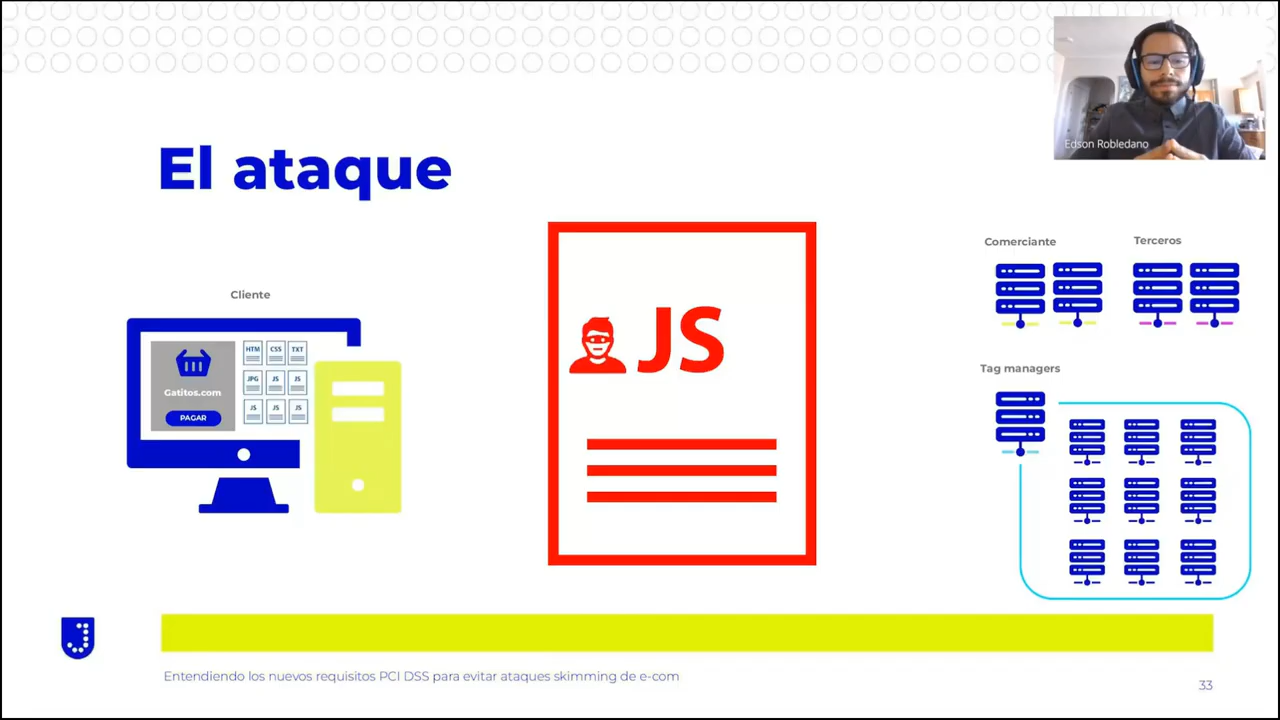 Edson Robledano
El ataque
Comerciante
Terceros
Cliente
JS
HTM CSS TXT
JPG JS JS
JS JS JS
Gatitos.com
PAGAR
Tag managers
Entendiendo los nuevos requisitos PCI DSS para evitar ataques skimming de e-com
33